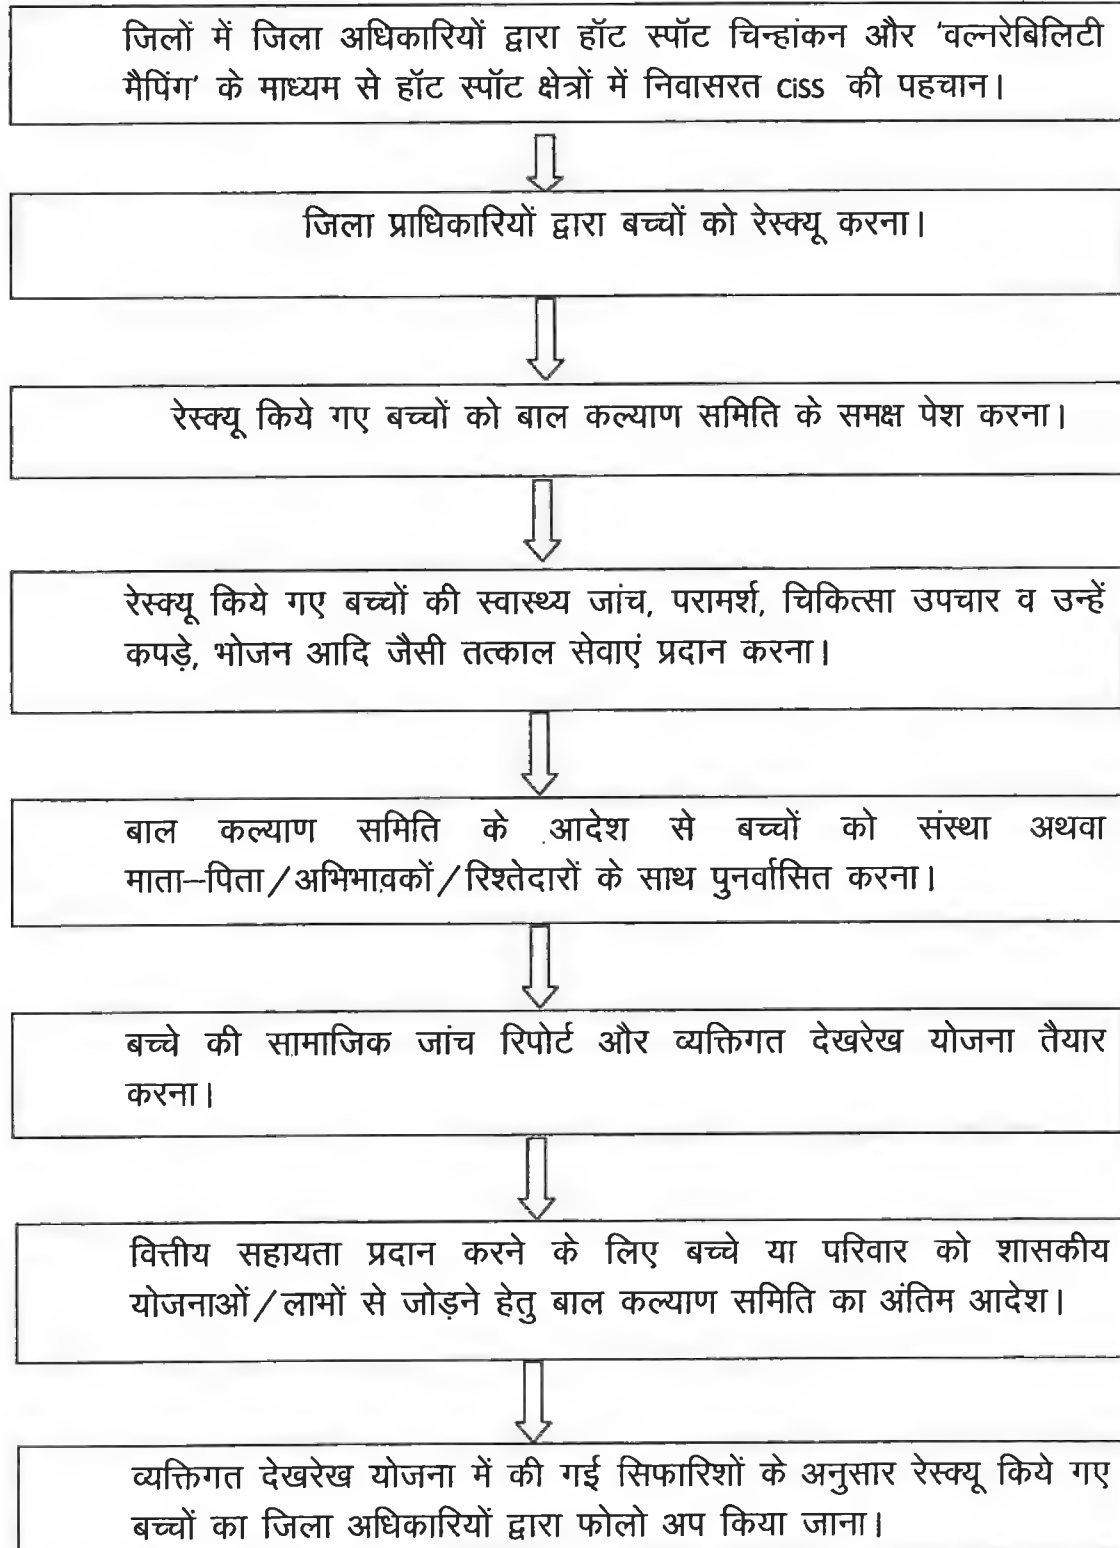 जिलों में जिला अधिकारियों द्वारा हॉट स्पॉट चिन्हांकन और 'वल्नरेबिलिटी
मैपिंग' के माध्यम से हॉट स्पॉट क्षेत्रों में निवासरत ciss की पहचान।
जिला प्राधिकारियों द्वारा बच्चों को रेस्क्यू करना।
रेस्क्यू किये गए बच्चों को बाल कल्याण समिति के समक्ष पेश करना।
रेस्क्यू किये गए बच्चों की स्वास्थ्य जांच, परामर्श, चिकित्सा उपचार व उन्हें
कपड़े, भोजन आदि जैसी तत्काल सेवाएं प्रदान करना।
बाल कल्याण समिति के आदेश से बच्चों को संस्था अथवा
माता–पिता/अभिभावकों/रिश्तेदारों के साथ पुनर्वासित करना।
बच्चे की सामाजिक जांच रिपोर्ट और व्यक्तिगत देखरेख योजना तैयार
करना।
वित्तीय सहायता प्रदान करने के लिए बच्चे या परिवार को शासकीय
योजनाओं/लाभों से जोड़ने हेतु बाल कल्याण समिति का अंतिम आदेश।
व्यक्तिगत देखरेख योजना में की गई सिफारिशों के अनुसार रेस्क्यू किये गए
बच्चों का जिला अधिकारियों द्वारा फोलो अप किया जाना।